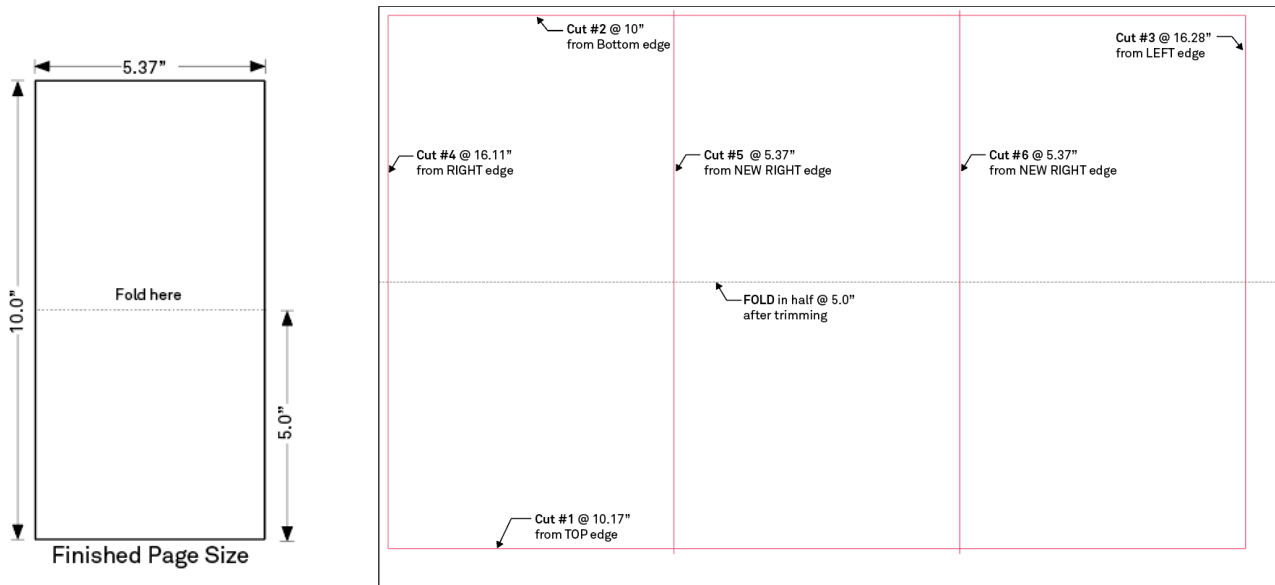 5.37”
10.0”
Fold here
5.0”
Finished Page Size
Cut #2 @ 10”
from Bottom edge
Cut #3 @ 16.28”
from LEFT edge
Cut #4 @ 16.11”
from RIGHT edge
Cut #5 @ 5.37”
from NEW RIGHT edge
Cut #6 @ 5.37”
from NEW RIGHT edge
FOLD in half @ 5.0”
after trimming
Cut #1 @ 10.17”
from TOP edge